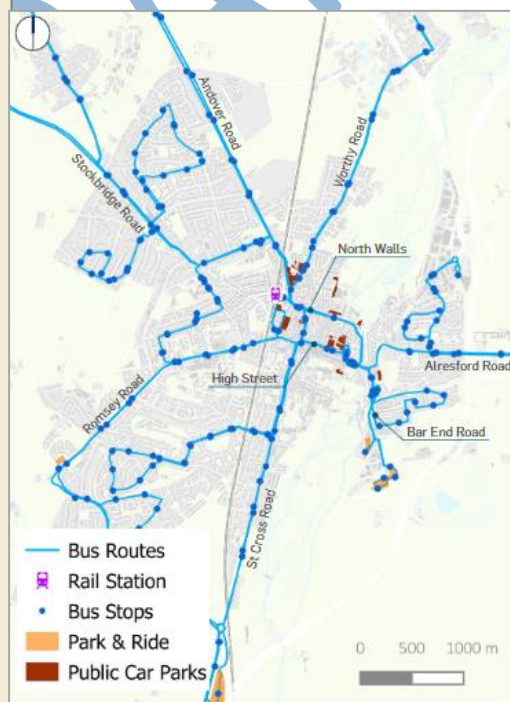 Andover Road
Worthy Road
Stockbridge Road
North Walls
High Street
Alresford Road
Romsey Road
Bar End Road
St Cross Road
Bus Routes
Rail Station
Bus Stops
Park & Ride
Public Car Parks
0 500 1000 m